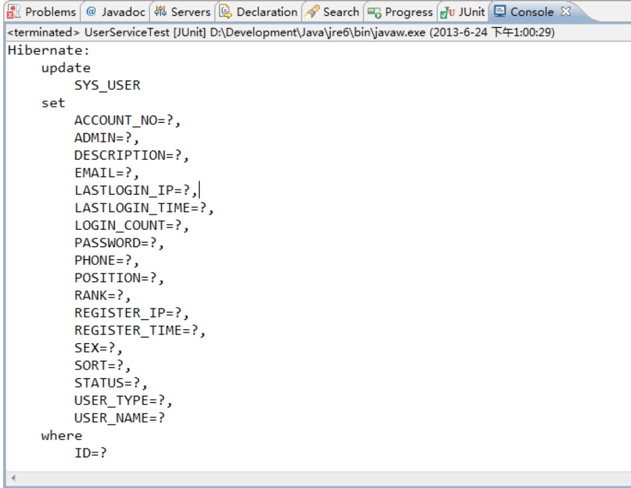 Problems @ Javadoc Servers Declaration Search Progress JUnit Console
<terminated> UserServiceTest [JUnit] D:\Development\Java\jre6\bin\javaw.exe (2013-6-24 下午1:00:29)
Hibernate:
    update
        SYS_USER
    set
        ACCOUNT_NO=?,
        ADMIN=?,
        DESCRIPTION=?,
        EMAIL=?,
        LASTLOGIN_IP=?,
        LASTLOGIN_TIME=?,
        LOGIN_COUNT=?,
        PASSWORD=?,
        PHONE=?,
        POSITION=?,
        RANK=?,
        REGISTER_IP=?,
        REGISTER_TIME=?,
        SEX=?,
        SORT=?,
        STATUS=?,
        USER_TYPE=?,
        USER_NAME=?
    where
        ID=?